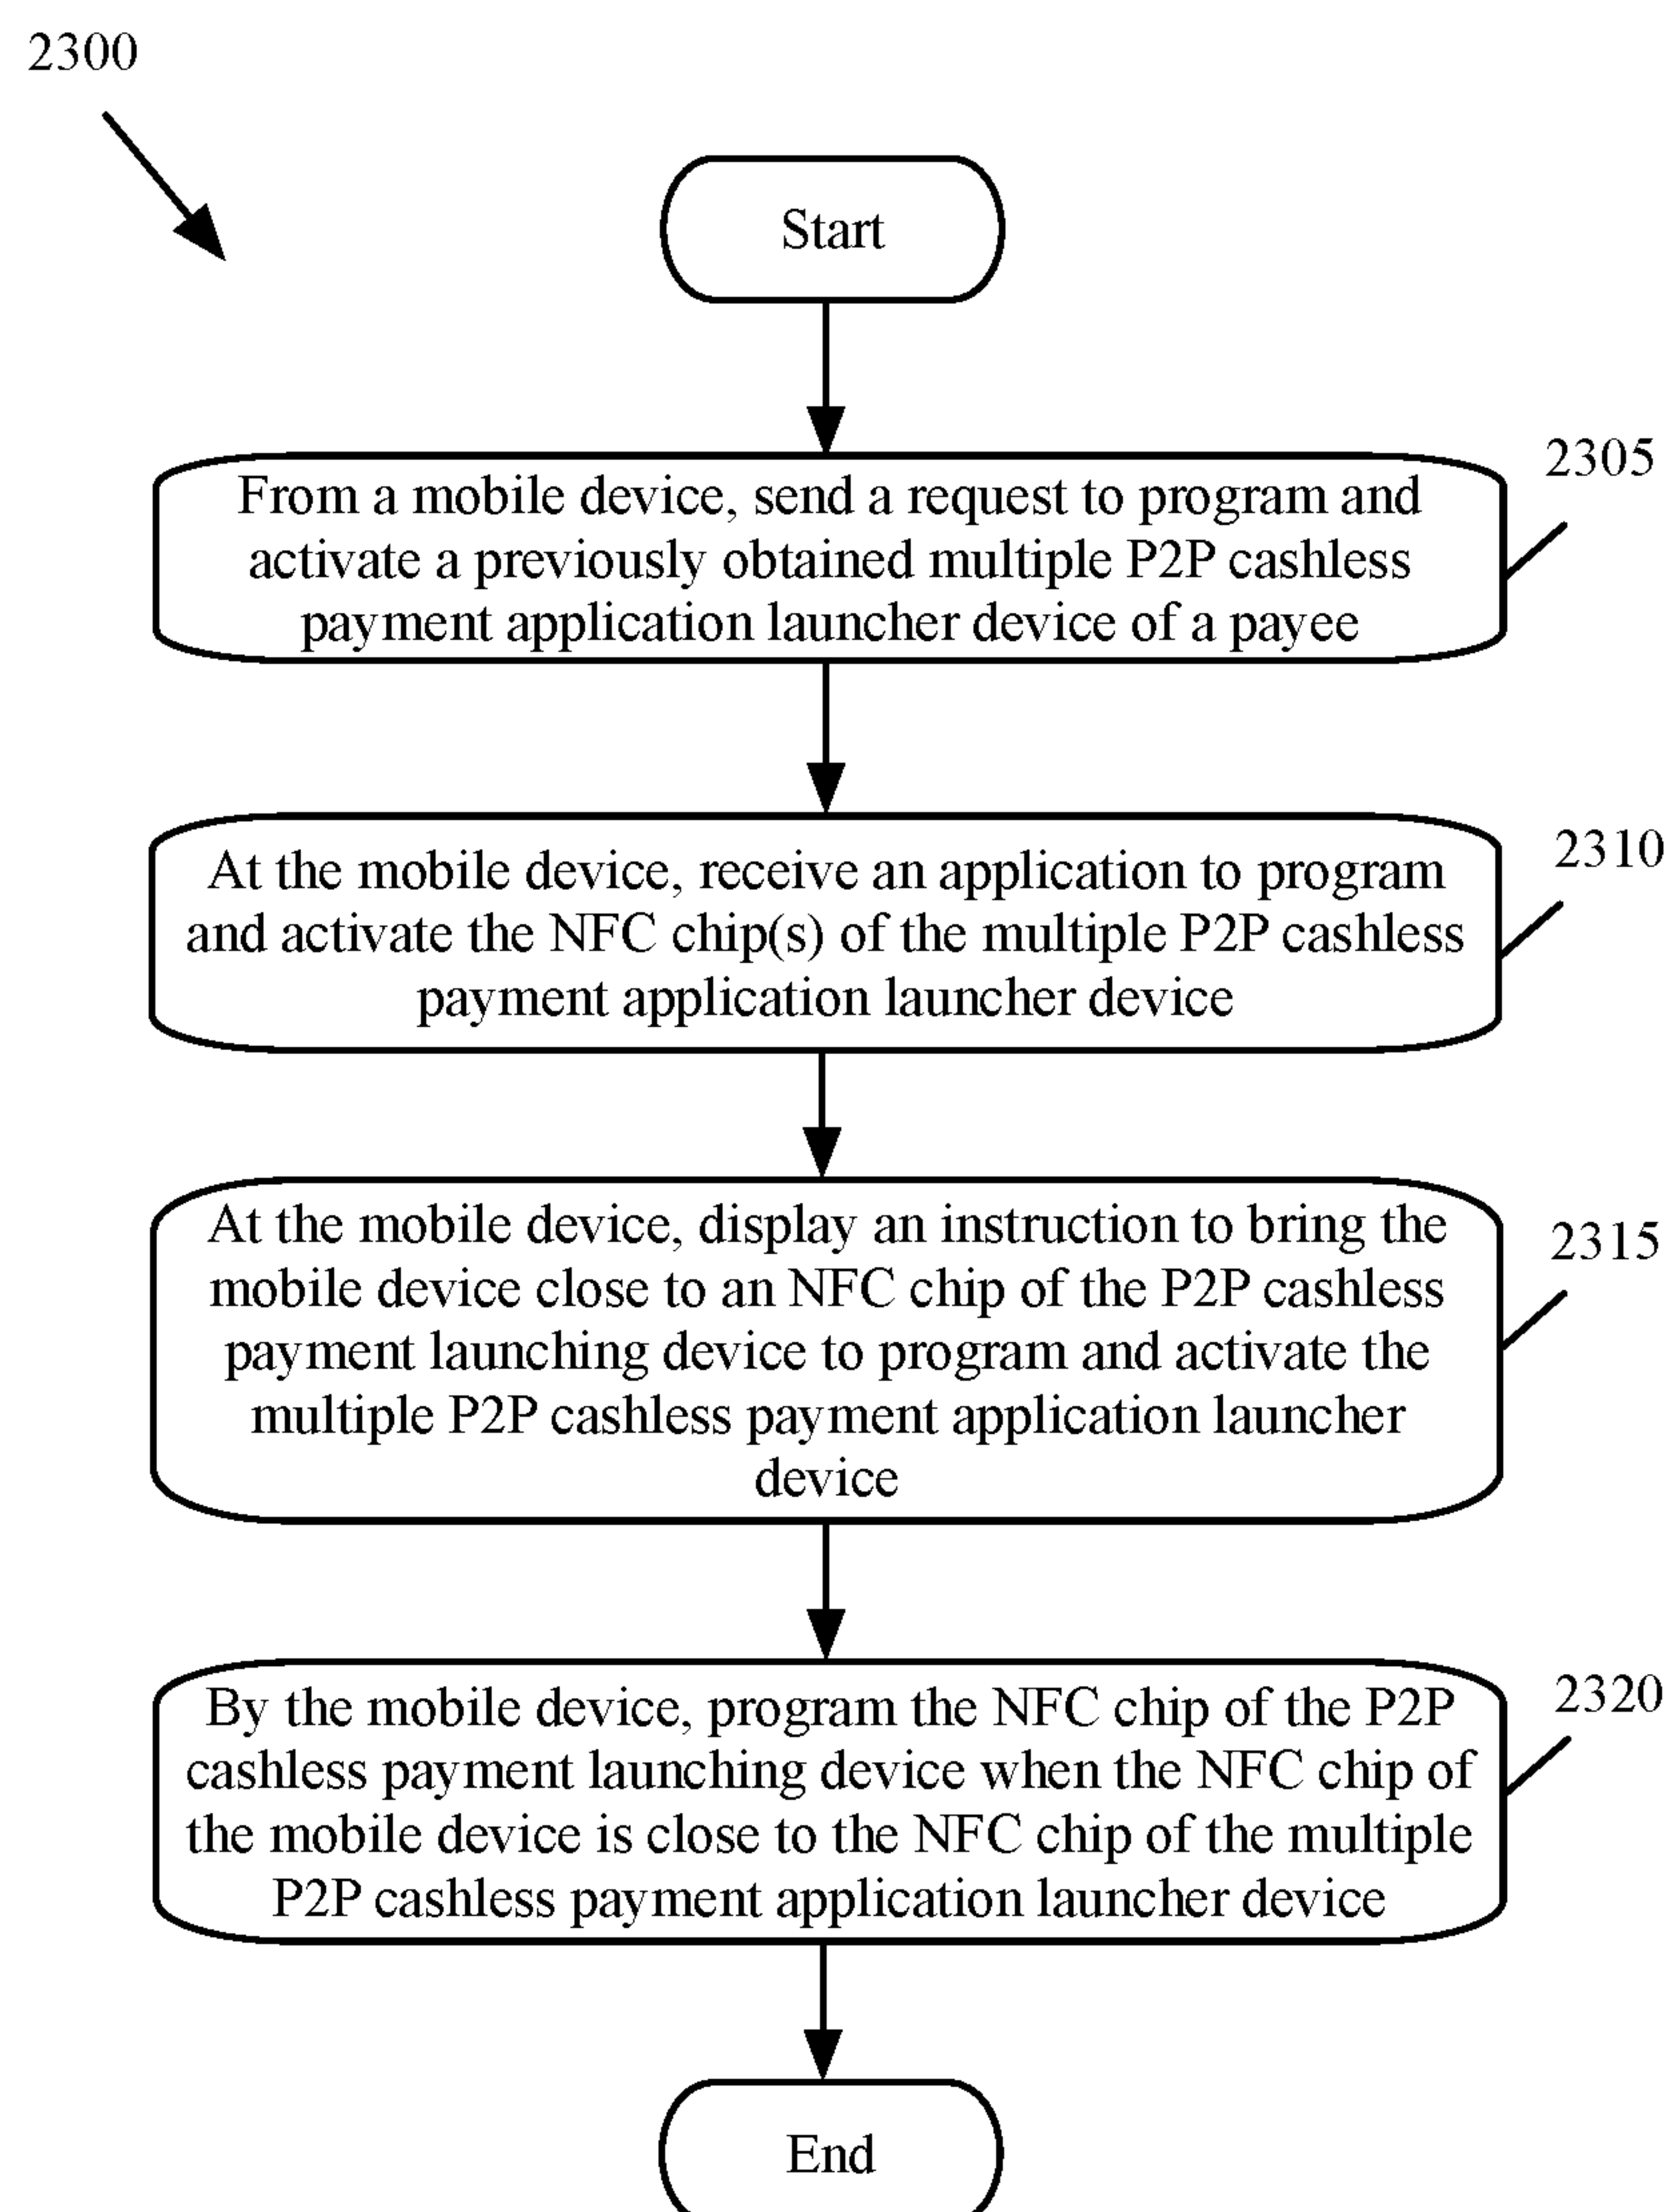 2300
Start
2305
From a mobile device, send a request to program and
activate a previously obtained multiple P2P cashless
payment application launcher device of a payee
2310
At the mobile device, receive an application to program
and activate the NFC chip(s) of the multiple P2P cashless
payment application launcher device
2315
At the mobile device, display an instruction to bring the
mobile device close to an NFC chip of the P2P cashless
payment launching device to program and activate the
multiple P2P cashless payment application launcher
device
2320
By the mobile device, program the NFC chip of the P2P
cashless payment launching device when the NFC chip of
the mobile device is close to the NFC chip of the multiple
P2P cashless payment application launcher device
End